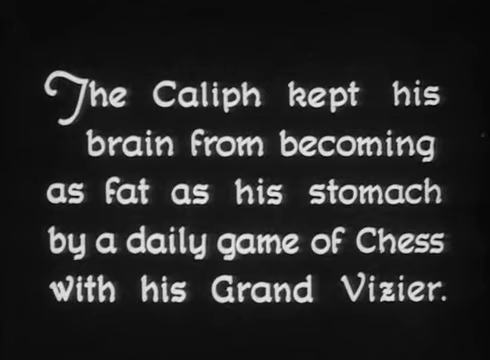 The Caliph kept his
brain from becoming
as fat as his stomach
by a daily game of Chess
with his Grand Vizier.